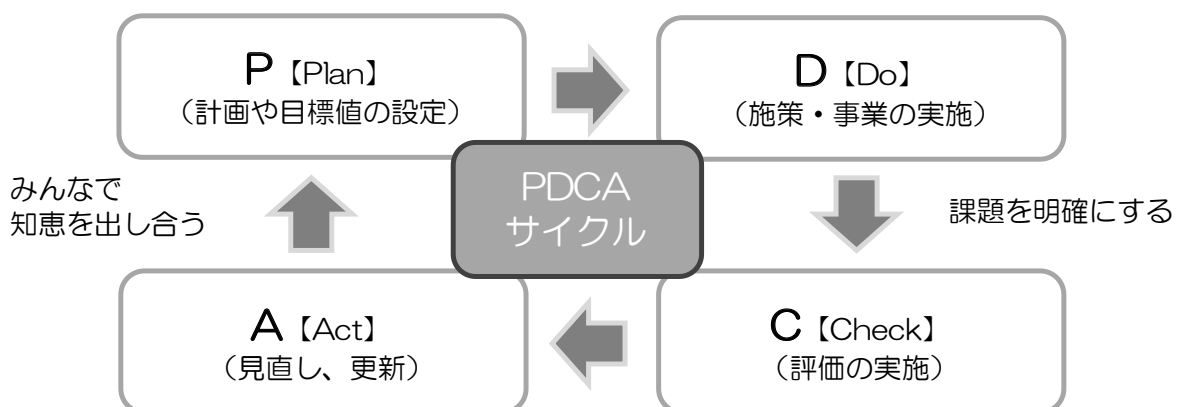 P【Plan】
（計画や目標値の設定）
D【Do】
（施策・事業の実施）
PDCA
サイクル
みんなで
知恵を出し合う
課題を明確にする
A【Act】
（見直し、更新）
C【Check】
（評価の実施）